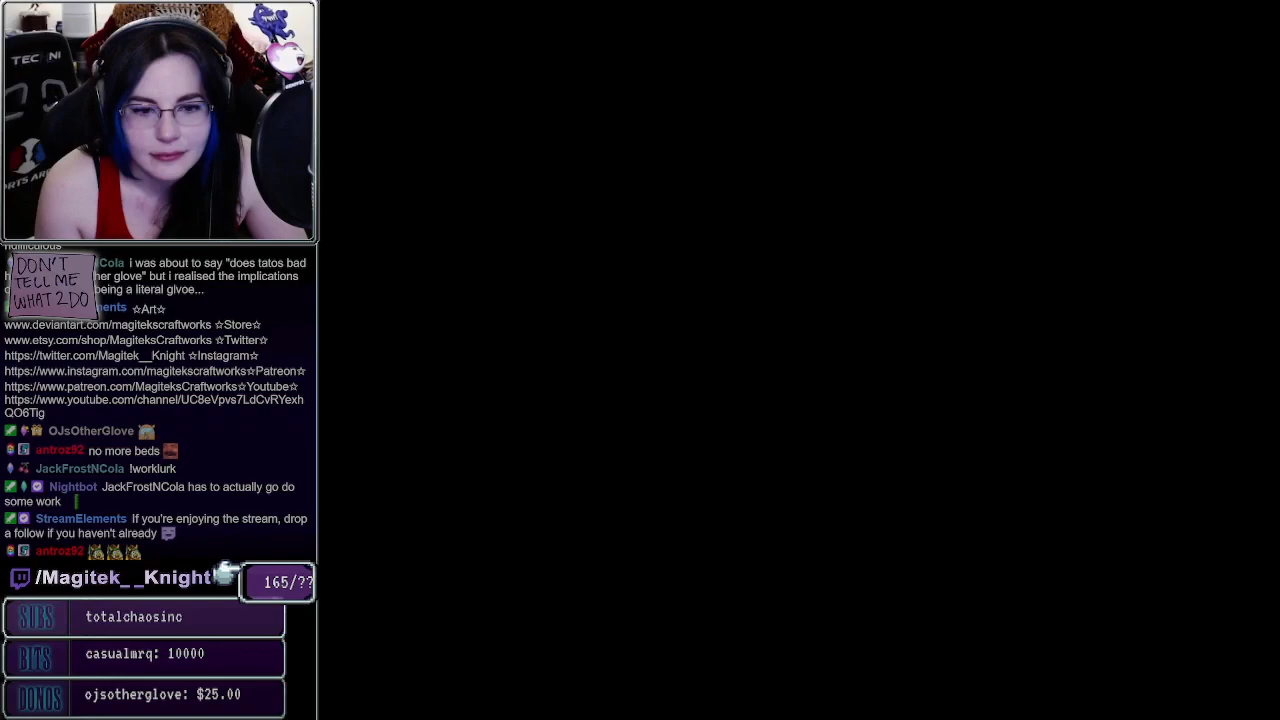 TEC NI
ridificulous
DON'T
TELL ME
WHAT 2 DO
Cola i was about to say "does tatos bad
her glove" but i realised the implications
being a literal givoe...
ments ☆Art☆
www.deviantart.com/magitekscraftworks ☆Store☆
www.etsy.com/shop/MagiteksCraftworks ☆Twitter☆
https://twitter.com/Magitek__Knight ☆Instagram☆
https://www.instagram.com/magitekscraftworks☆Patreon☆
https://www.patreon.com/MagiteksCraftworks☆Youtube☆
https://www.youtube.com/channel/UC8eVpvs7LdCvRYexh
QO6Tig
OJsOtherGlove
antroz92 no more beds
JackFrostNCola !worklurk
Nightbot JackFrostNCola has to actually go do
some work
StreamElements If you're enjoying the stream, drop
a follow if you haven't already
antroz92
/Magitek__Knight
165/??
SUBS totalchaosinc
BITS casualmrq: 10000
DONOS ojsotherglove: $25.00